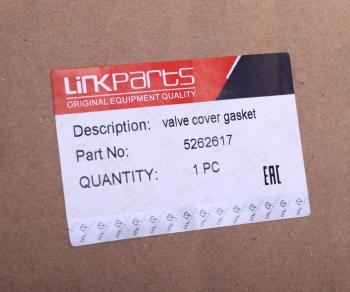 LinkParts
ORIGINAL EQUIPMENT QUALITY
Description: valve cover gasket
Part No: 5262617
QUANTITY: 1 PC
EAC